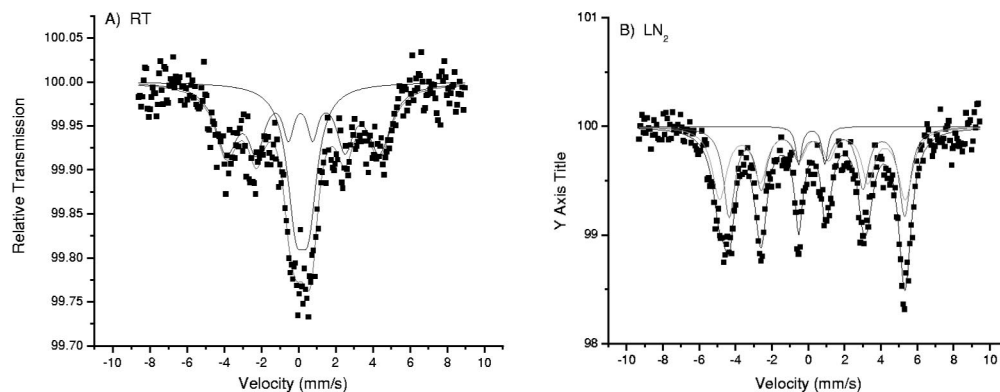 A) RT
100.05
100.00
99.95
99.90
99.85
99.80
99.75
99.70
Relative Transmission
-10 -8 -6 -4 -2 0 2 4 6 8 10
Velocity (mm/s)
B) LN₂
101
100
99
98
Y Axis Title
-10 -8 -6 -4 -2 0 2 4 6 8 10
Velocity (mm/s)